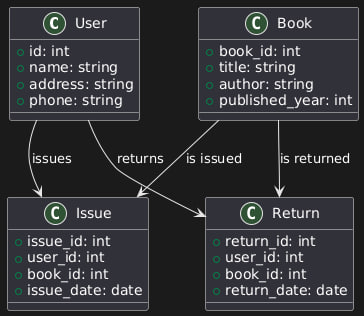 C User
id: int
name: string
address: string
phone: string
C Book
book_id: int
title: string
author: string
published_year: int
issues
returns
is issued
is returned
C Issue
issue_id: int
user_id: int
book_id: int
issue_date: date
C Return
return_id: int
user_id: int
book_id: int
return_date: date